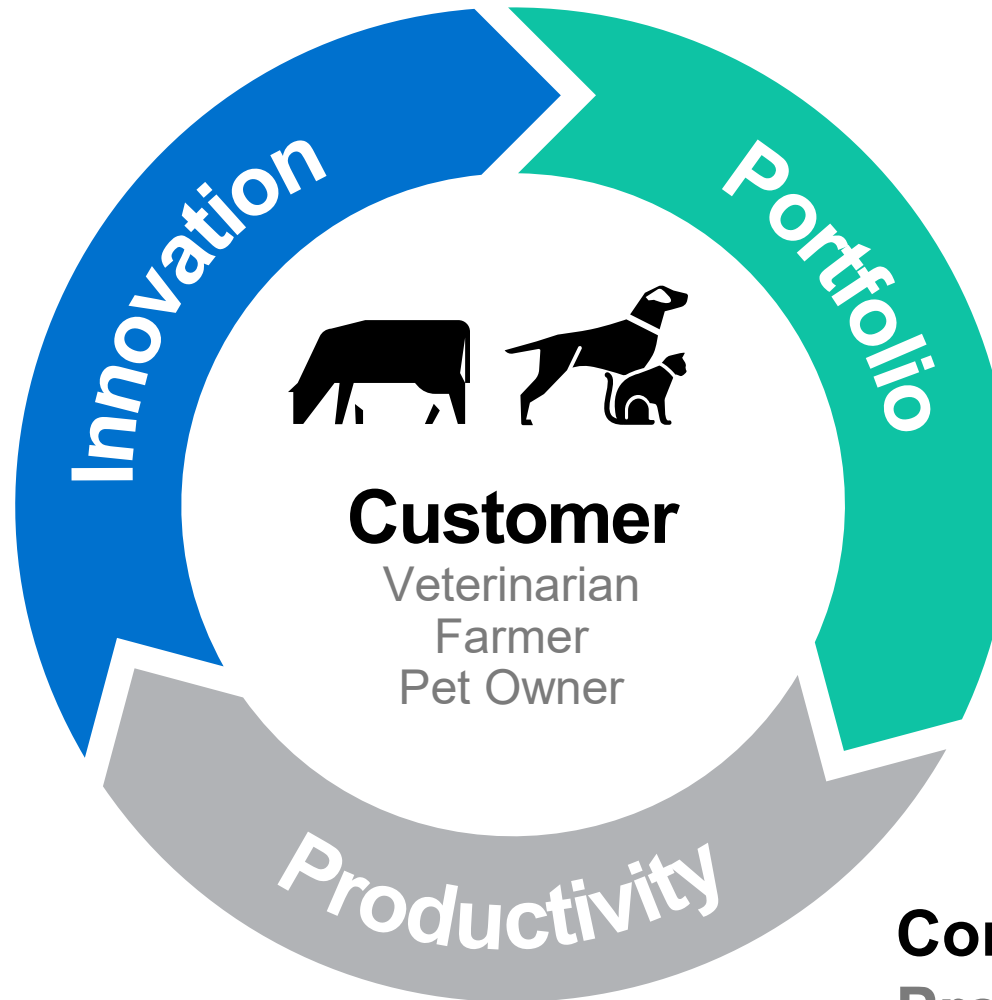 Innovation
Portfolio
Customer
Veterinarian
Farmer
Pet Owner
Productivity